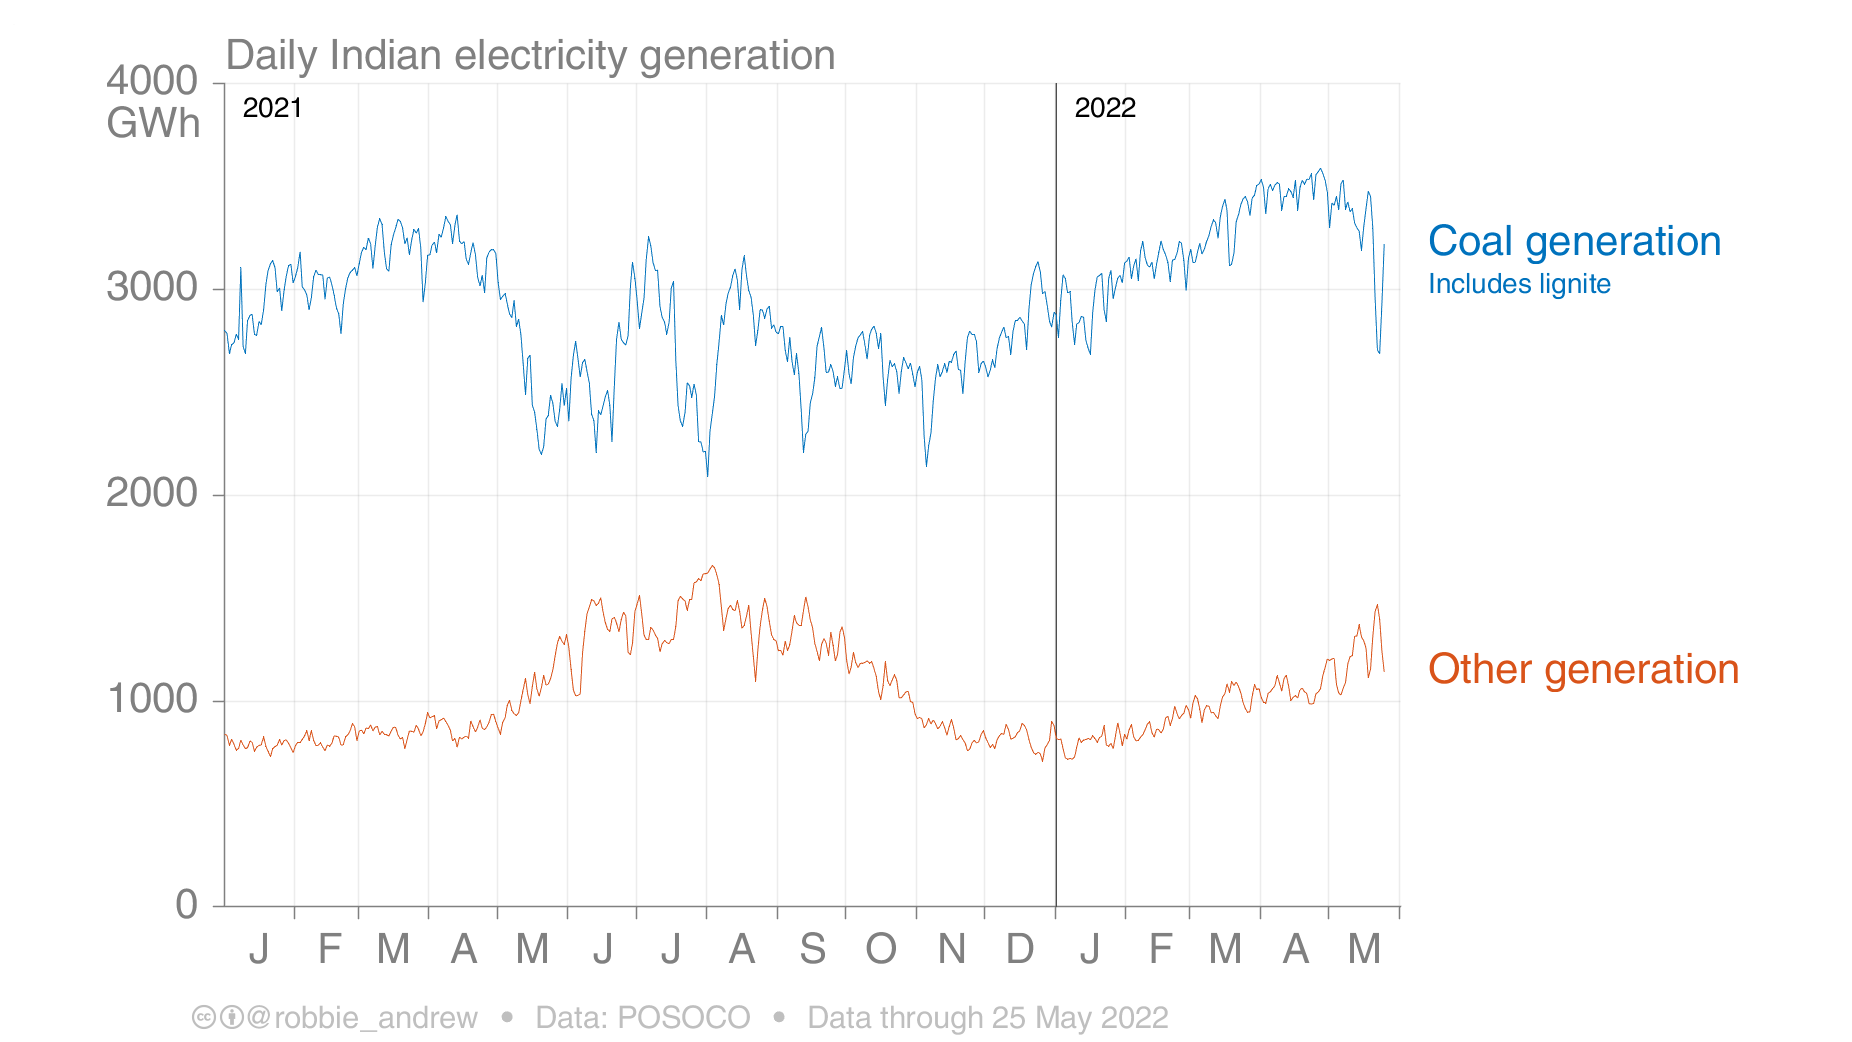 Daily Indian electricity generation
4000
GWh
2021
2022
3000
2000
1000
0
Coal generation
Includes lignite
Other generation
J F M A M J J A S O N D J F M A M
@robbie_andrew • Data: POSOCO • Data through 25 May 2022